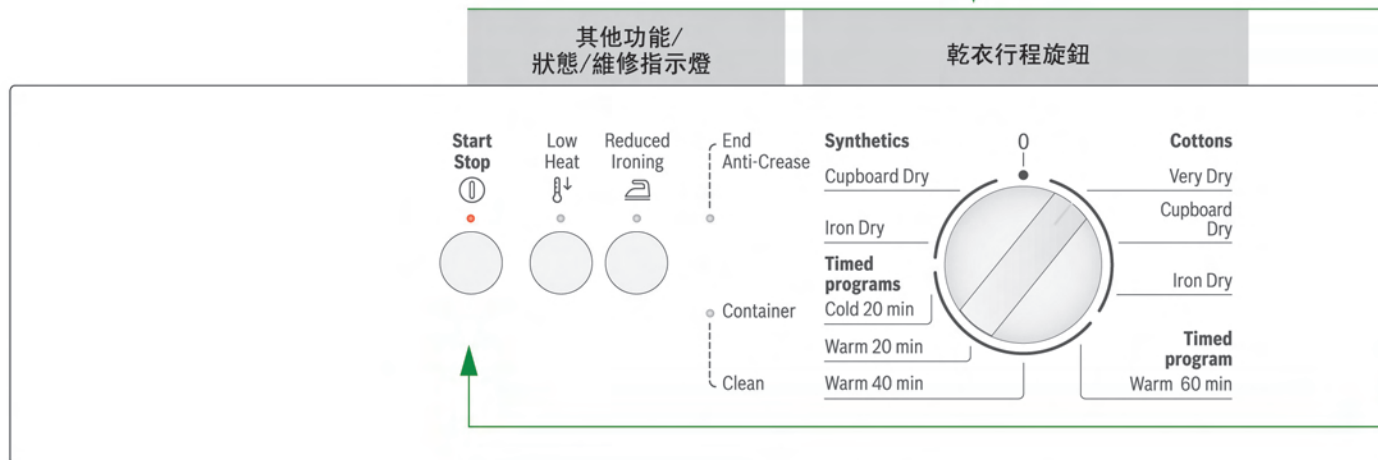 其他功能/
狀態/維修指示燈
乾衣行程旋鈕
Start
Stop
Low
Heat
Reduced
Ironing
End
Anti-Crease
Container
Clean
Synthetics
Cupboard Dry
Iron Dry
Timed
programs
Cold 20 min
Warm 20 min
Warm 40 min
0
Cottons
Very Dry
Cupboard
Dry
Iron Dry
Timed
program
Warm 60 min